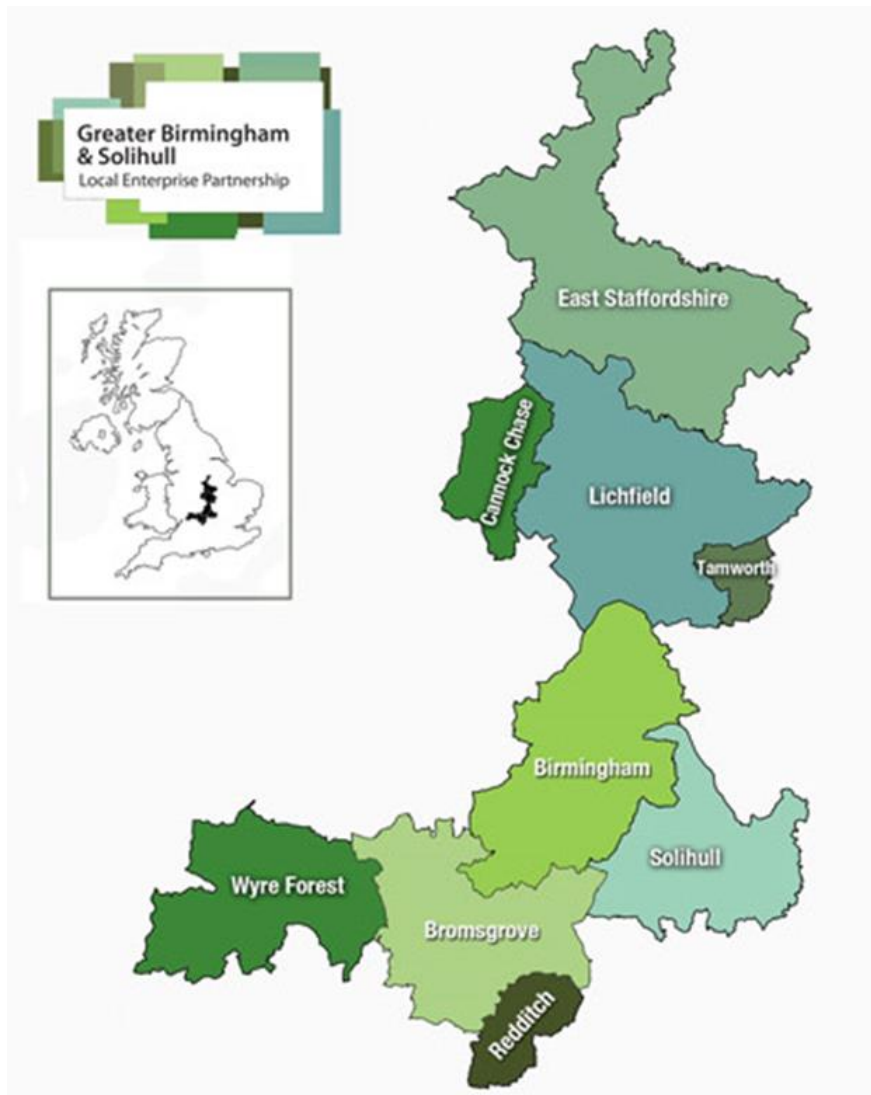 Greater Birmingham
& Solihull
Local Enterprise Partnership
East Staffordshire
Cannock Chase
Lichfield
Tamworth
Birmingham
Solihull
Wyre Forest
Bromsgrove
Redditch